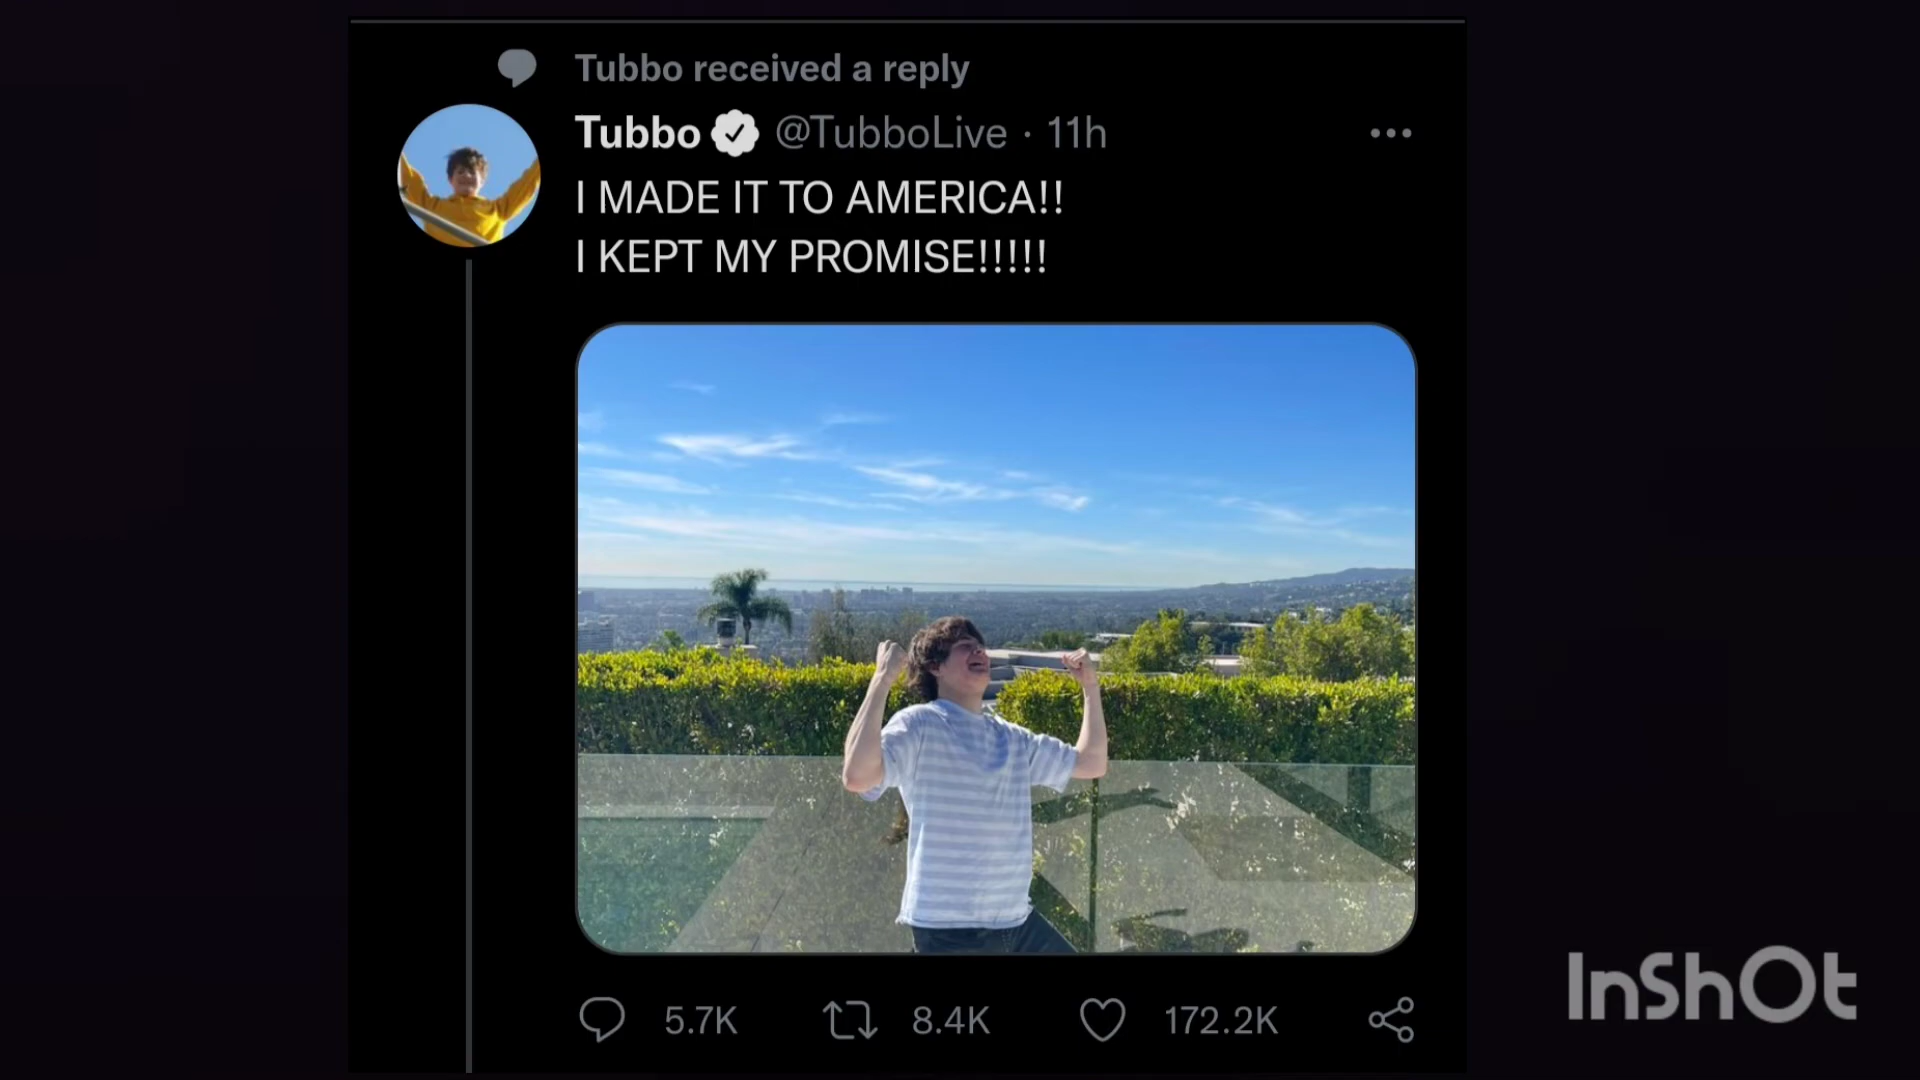 Tubbo received a reply
Tubbo @TubboLive · 11h
I MADE IT TO AMERICA!!
I KEPT MY PROMISE!!!!!
5.7K 8.4K 172.2K
InShOt